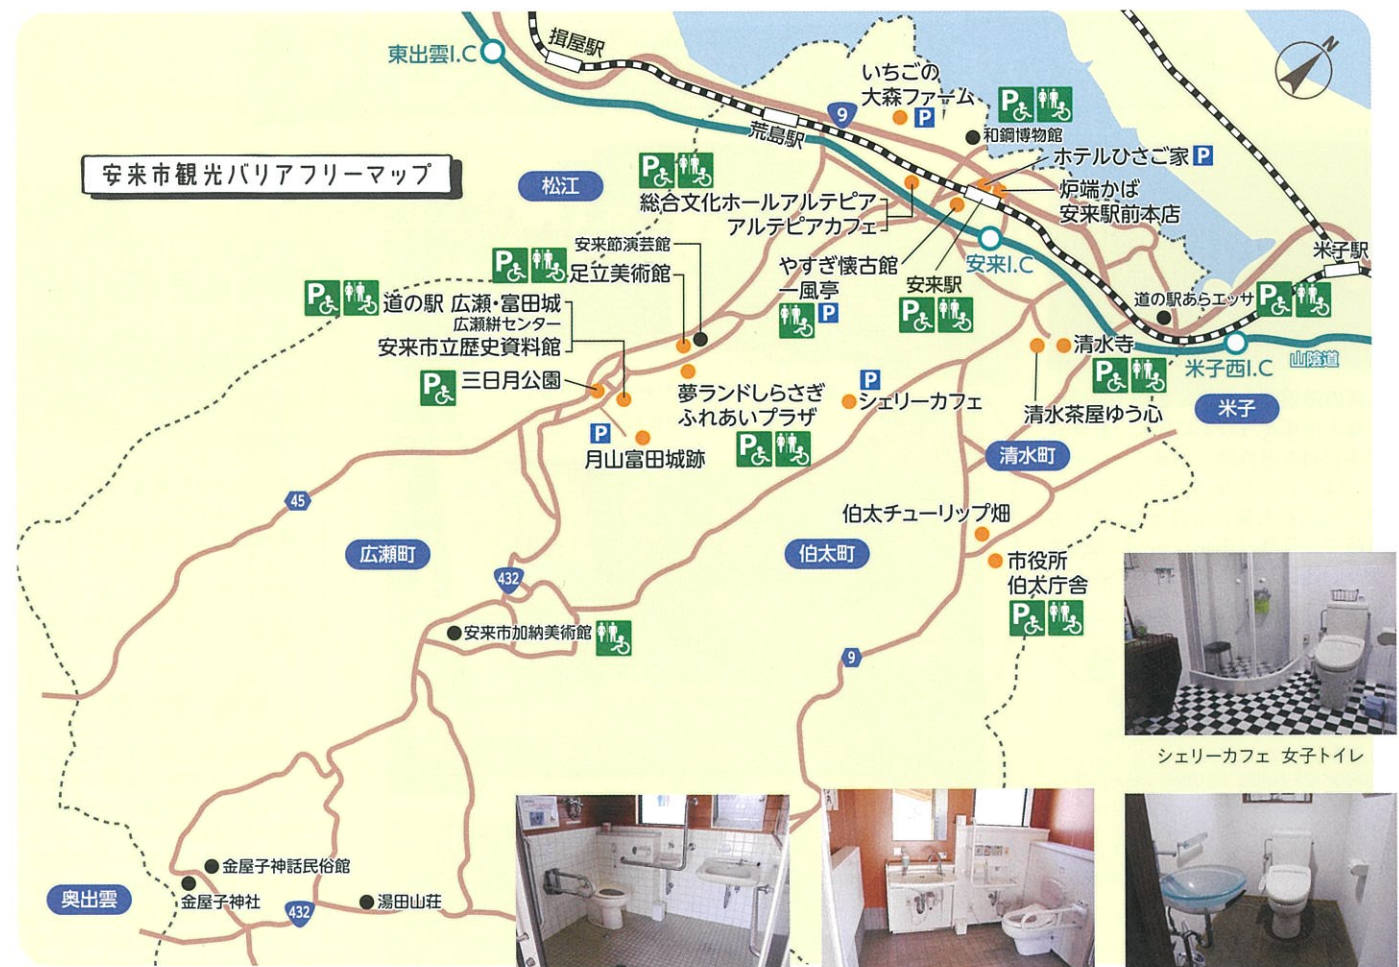 安来市観光バリアフリーマップ
東出雲I.C
揖屋駅
荒島駅
9
いちごの
大森ファーム
P
和鋼博物館
P
ホテルひさご家
P
炉端かば
安来駅前本店
松江
P
総合文化ホールアルテピア
アルテピアカフェ
安来節演芸館
P
足立美術館
やすぎ懐古館
一風亭
P
安来駅
P
安来I.C
米子駅
道の駅あらエッサ
P
米子西I.C
山陰道
P
道の駅 広瀬・富田城
広瀬絣センター
安来市立歴史資料館
P
三日月公園
夢ランドしらさぎ
ふれあいプラザ
P
P
月山富田城跡
P
シェリーカフェ
清水寺
P
清水茶屋ゆう心
米子
清水町
45
広瀬町
432
伯太町
伯太チューリップ畑
市役所
伯太庁舎
P
安来市加納美術館
9
金屋子神話民俗館
金屋子神社
奥出雲
432
湯田山荘
シェリーカフェ 女子トイレ
N